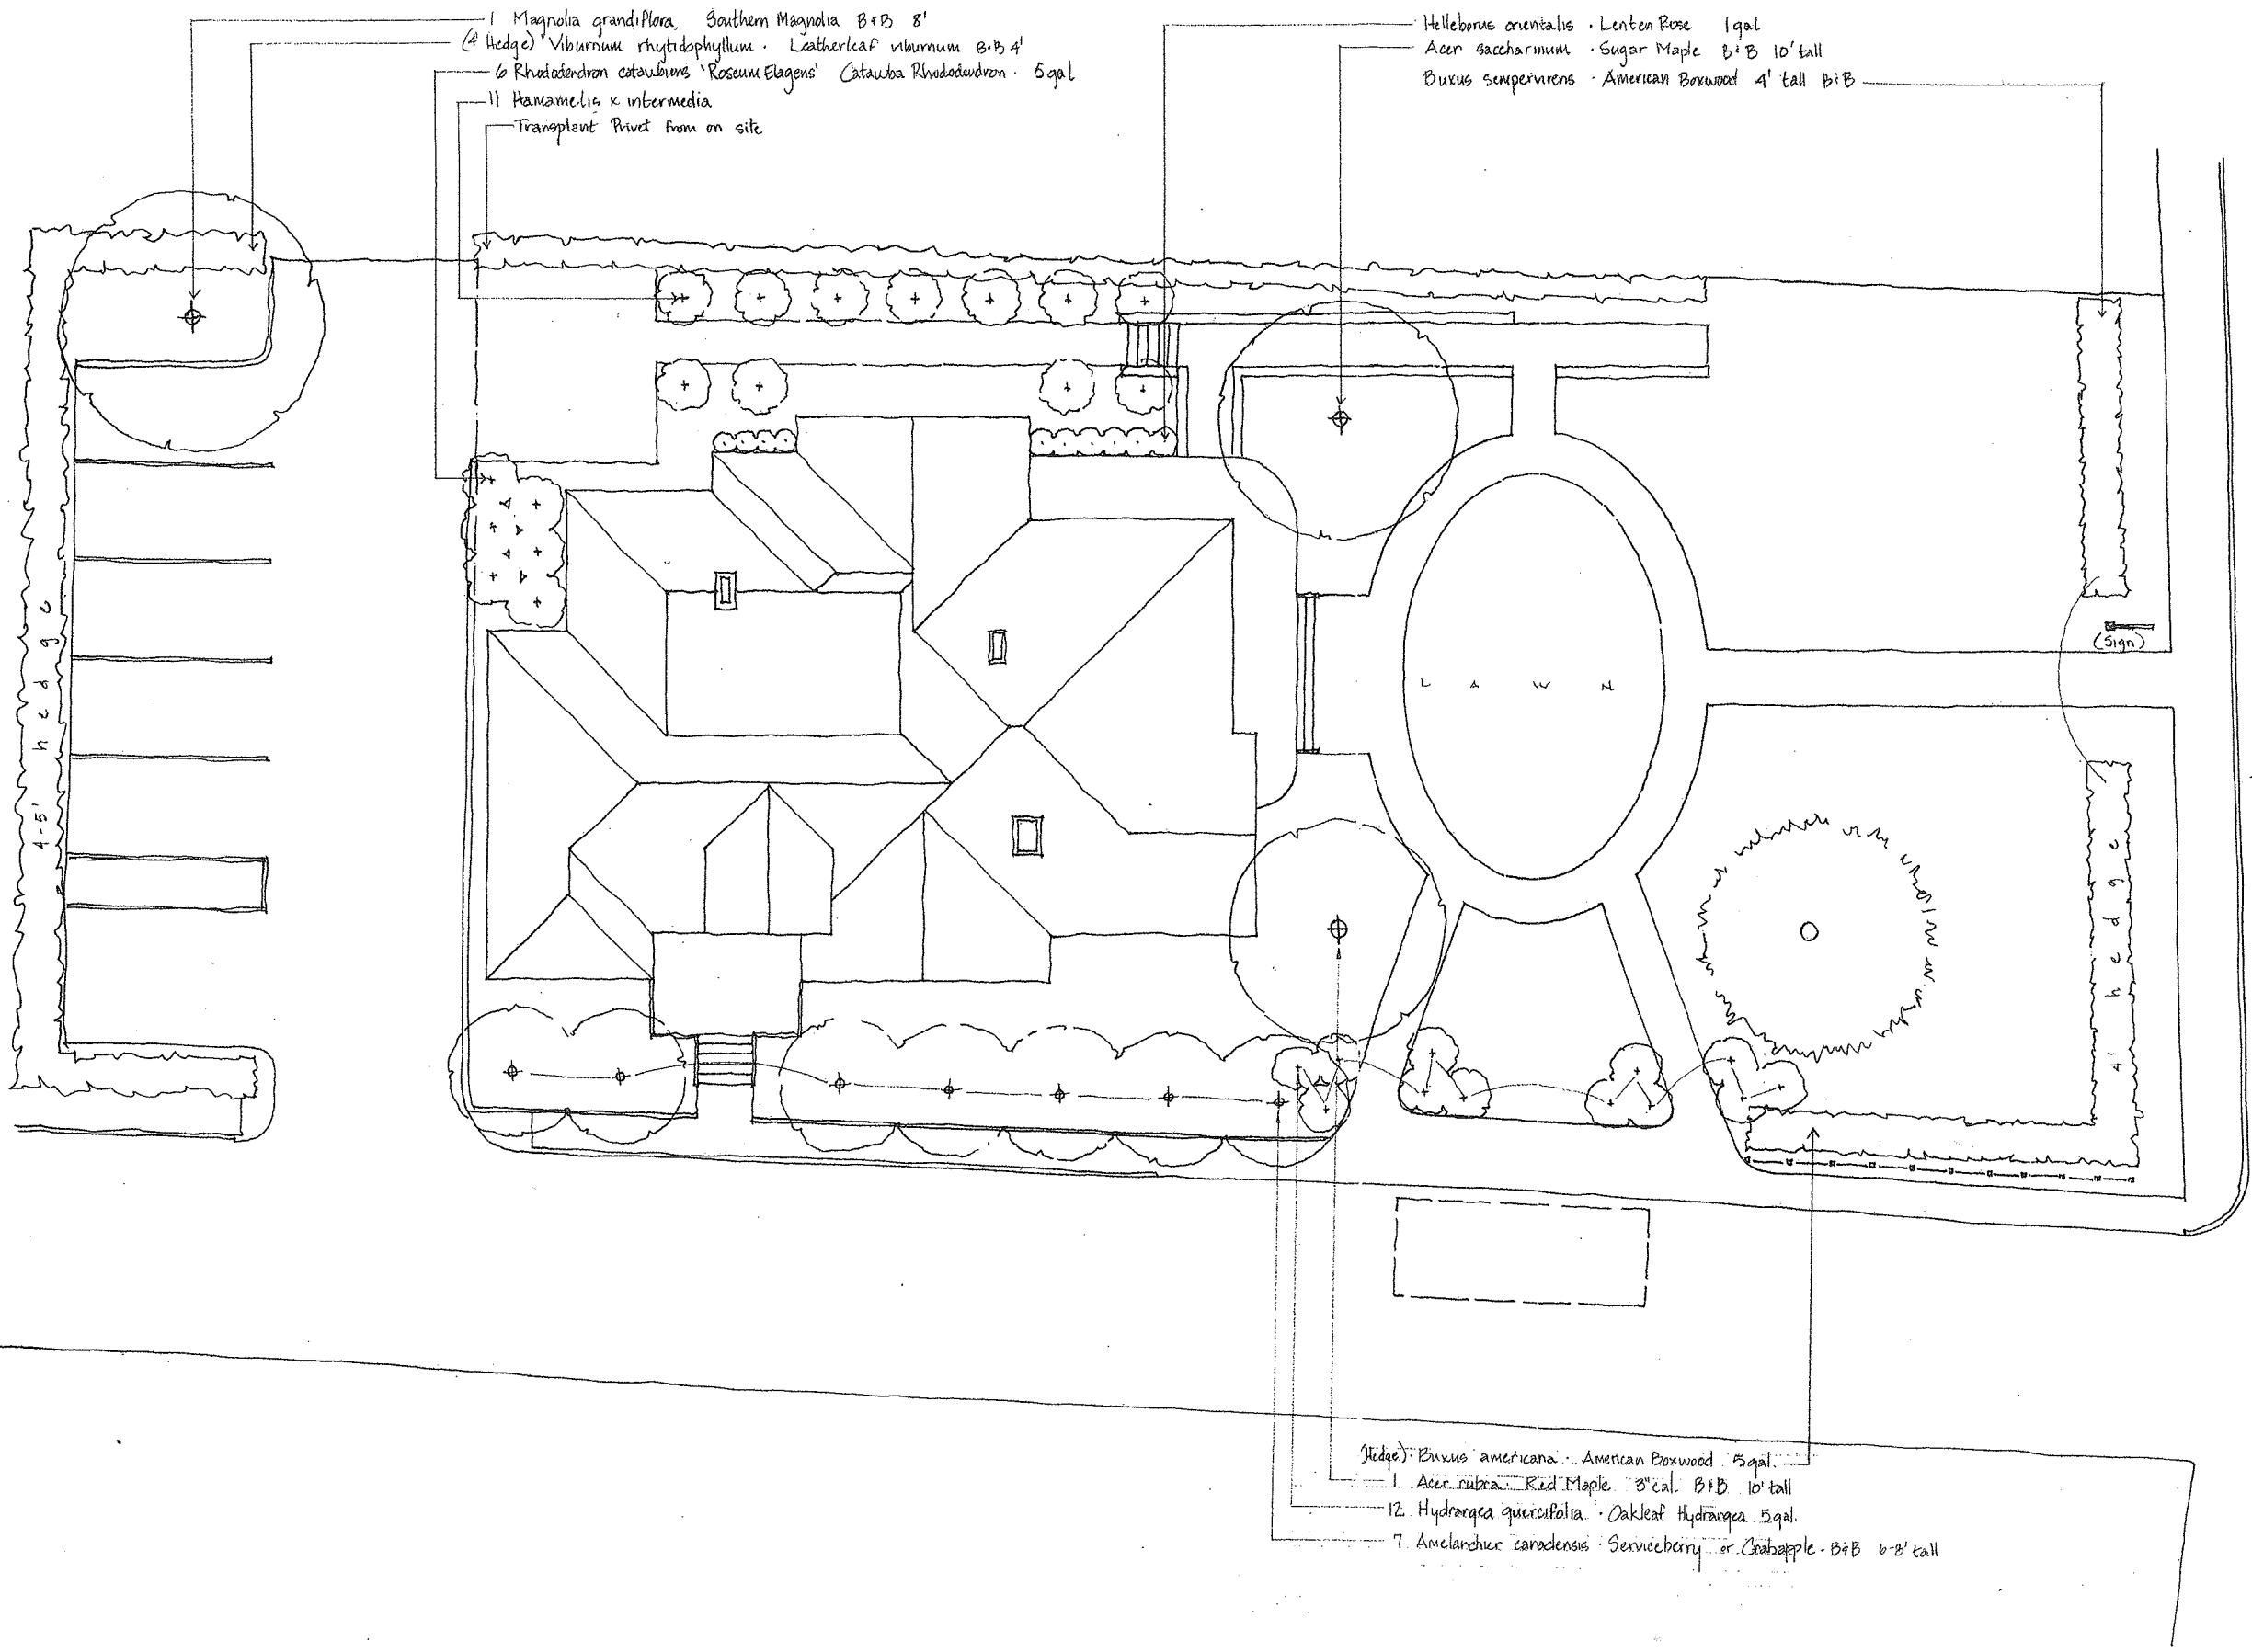 1 Magnolia grandiflora, Southern Magnolia B&B 8'
(4' Hedge) Viburnum rhytidophyllum · Leatherleaf viburnum B·B 4'
6 Rhododendron 'Roseum Elagens' Catawba Rhododendron · 5 gal
11 Hamamelis x intermedia
Transplant Privet from on site
Helleborus orientalis · Lenten Rose 1 gal
Acer saccharinum · Sugar Maple B&B 10' tall
Buxus sempervirens · American Boxwood 4' tall B&B
4-5' hedge
LAWN
(Sign)
4' hedge
(Hedge) · Buxus americana · American Boxwood 5 gal.
1 Acer rubra · Red Maple 3" cal. B&B 10' tall
12 Hydrangea quercifolia · Oakleaf Hydrangea 5 gal.
7 Amelanchier canadensis · Serviceberry or Crabapple · B&B 6-8' tall